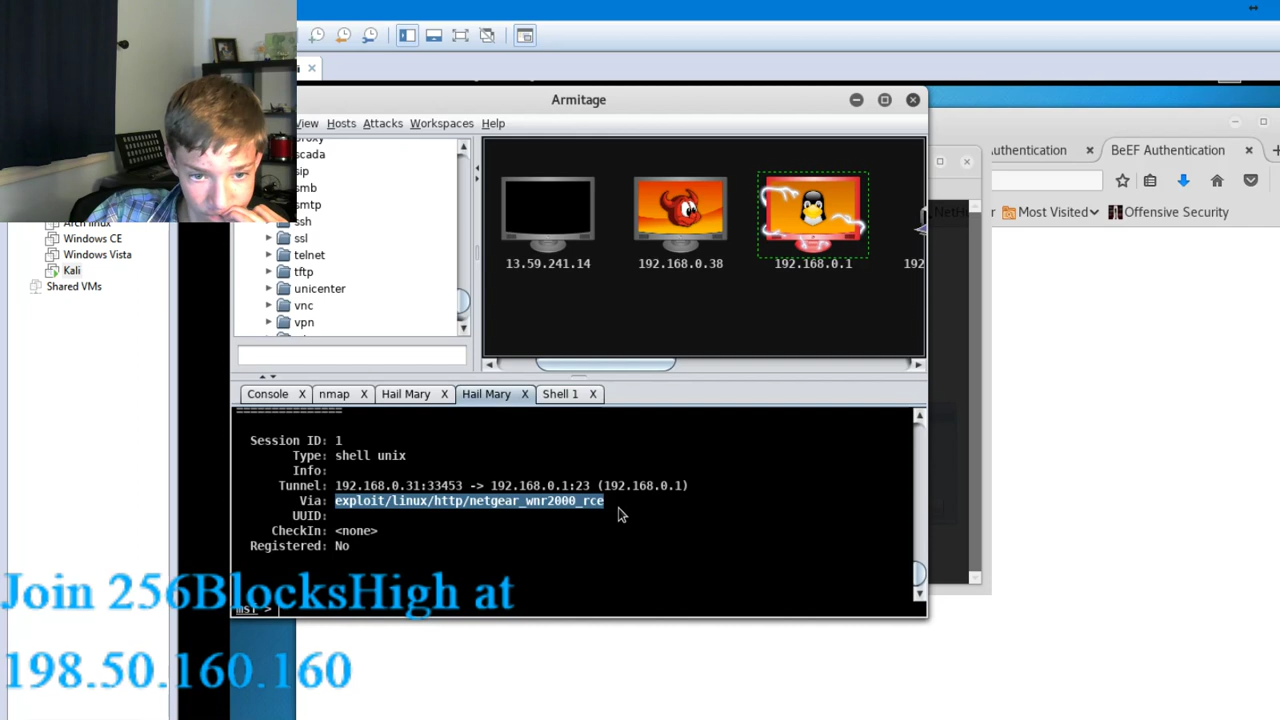 Armitage
View Hosts Attacks Workspaces Help
scada
sip
smb
smtp
ssh
ssl
telnet
tftp
unicenter
vnc
vpn
13.59.241.14
192.168.0.38
192.168.0.1
192
Windows CE
Windows Vista
Kali
Shared VMs
BeEF Authentication
Most Visited
Offensive Security
Console X nmap X Hail Mary X Hail Mary X Shell 1 X
Session ID: 1
Type: shell unix
Info:
Tunnel: 192.168.0.31:33453 -> 192.168.0.1:23 (192.168.0.1)
Via: exploit/linux/http/netgear_wnr2000_rce
UUID:
CheckIn: <none>
Registered: No
msf >
Join 256BlocksHigh at
198.50.160.160